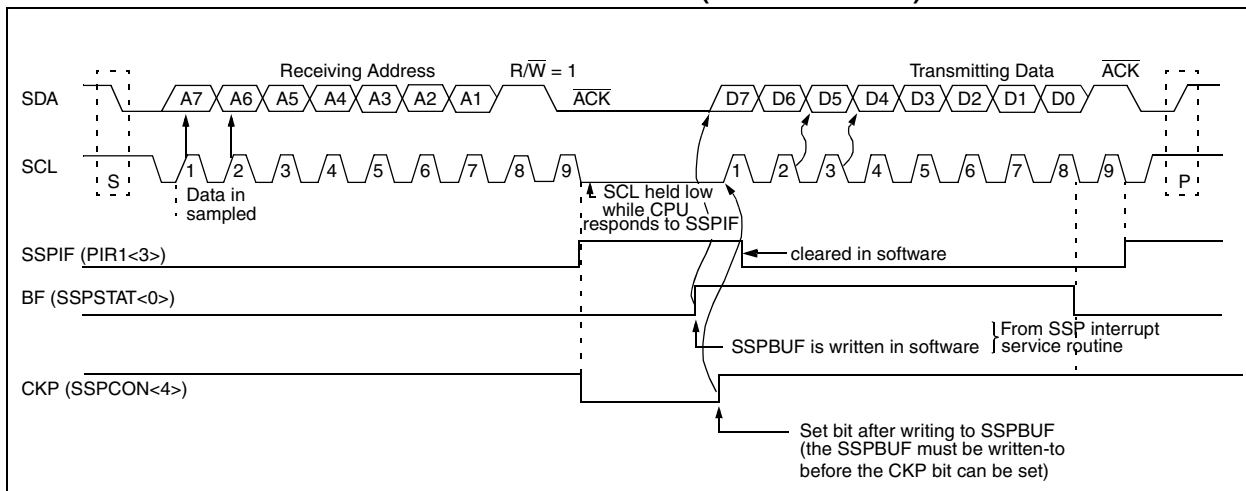 Receiving Address R/W̅ = 1 Transmitting Data A̅C̅K̅
SDA A7 A6 A5 A4 A3 A2 A1 A̅C̅K̅ D7 D6 D5 D4 D3 D2 D1 D0
SCL S 1 2 3 4 5 6 7 8 9 1 2 3 4 5 6 7 8 9 P
Data in
sampled
SCL held low
while CPU
responds to SSPIF
SSPIF (PIR1<3>)
cleared in software
BF (SSPSTAT<0>)
SSPBUF is written in software
From SSP interrupt
service routine
CKP (SSPCON<4>)
Set bit after writing to SSPBUF
(the SSPBUF must be written-to
before the CKP bit can be set)